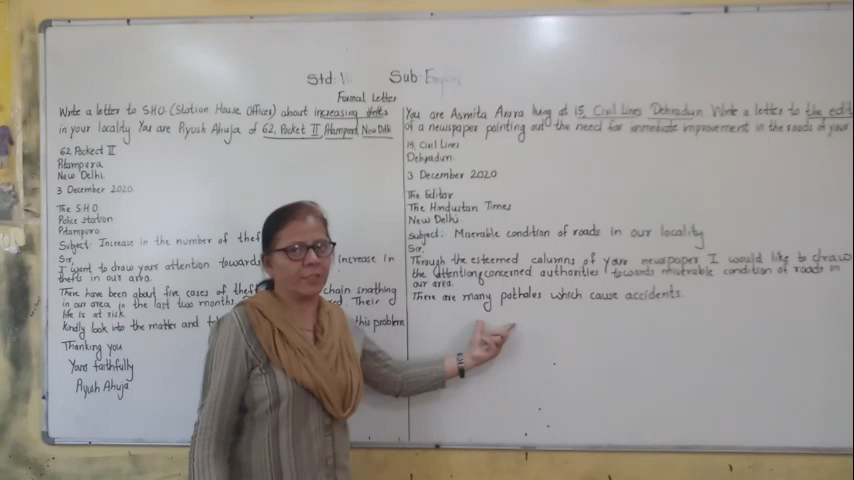 Std: VII Sub: English
Formal Letter
Write a letter to S.H.O. (Station House Officer) about increasing thefts
in your locality You are Piyush Ahuja of 62, Pocket II Pitampara New Delhi
62, Pocket II
Pitampura
New Delhi
3 December 2020
The S.H.O.
Police station
Pitampura
Subject: Increase in the number of
Sir,
I want to draw your attention towards increase in
thefts in our area.
There have been about five cases of chain snatching
in our area in the last two months Their
life is at risk.
Kindly look into the matter and this problem
Thanking you
Yours faithfully
Piyush Ahuja
You are Asmita Arora living at 15, Civil Lines Dehradun Write a letter to the
of a newspaper pointing out the need for immediate improvement in the roads of your
15, Civil Lines
Dehradun
3 December 2020
The Editor
The Hindustan Times
New Delhi
Subject: Miserable condition of roads in our locality
Sir,
Through the esteemed columns of your newspaper I would like to draw
the attention of concerned authorities towards miserable condition of roads in
our area.
There are many potholes which cause accidents.